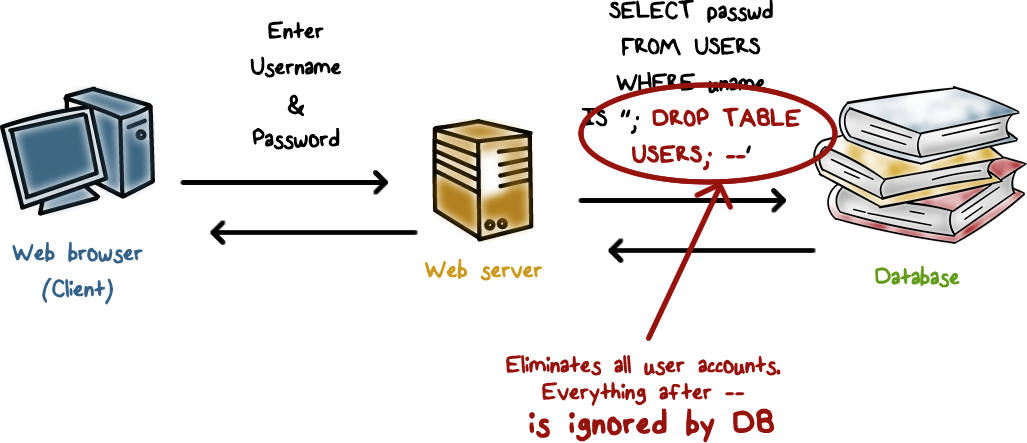 Enter
Username
&
Password
SELECT passwd
FROM USERS
WHERE uname
IS ''; DROP TABLE
USERS; --'
Web browser
(Client)
Web server
Database
Eliminates all user accounts.
Everything after --
is ignored by DB